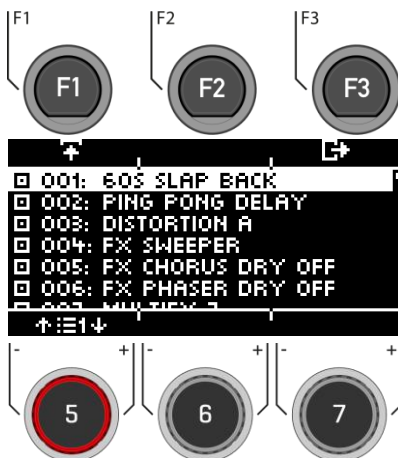 F1 F2 F3
F1 F2 F3
001: 60S SLAP BACK
002: PING PONG DELAY
003: DISTORTION A
004: FX SWEEPER
005: FX CHORUS DRY OFF
006: FX PHASER DRY OFF
1
- + - + - +
5 6 7